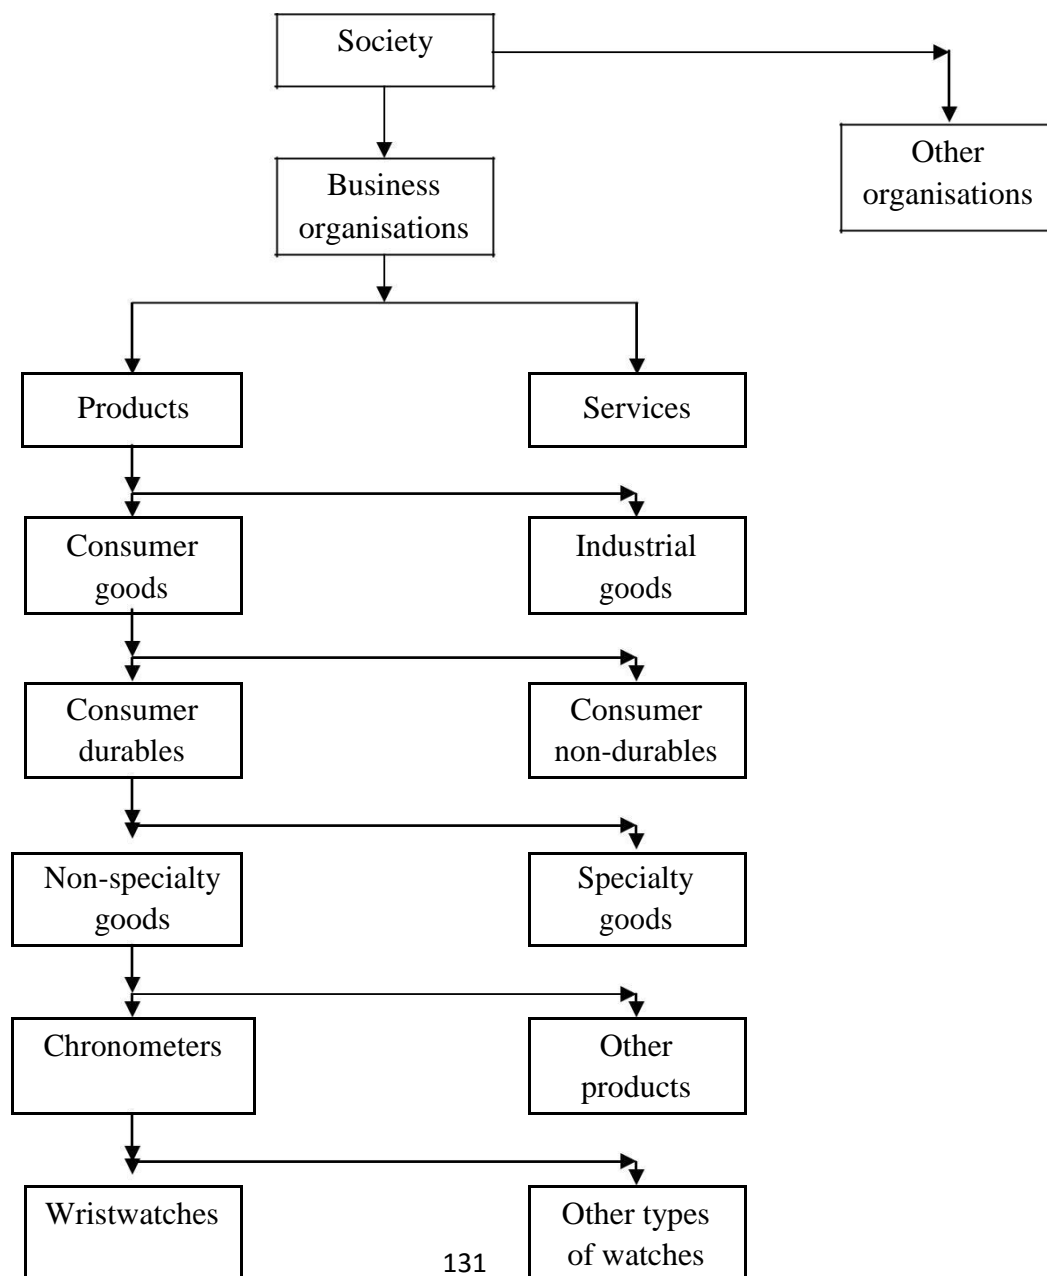 Society
Other
organisations
Business
organisations
Products
Services
Consumer
goods
Industrial
goods
Consumer
durables
Consumer
non-durables
Non-specialty
goods
Specialty
goods
Chronometers
Other
products
Wristwatches
Other types
of watches
131